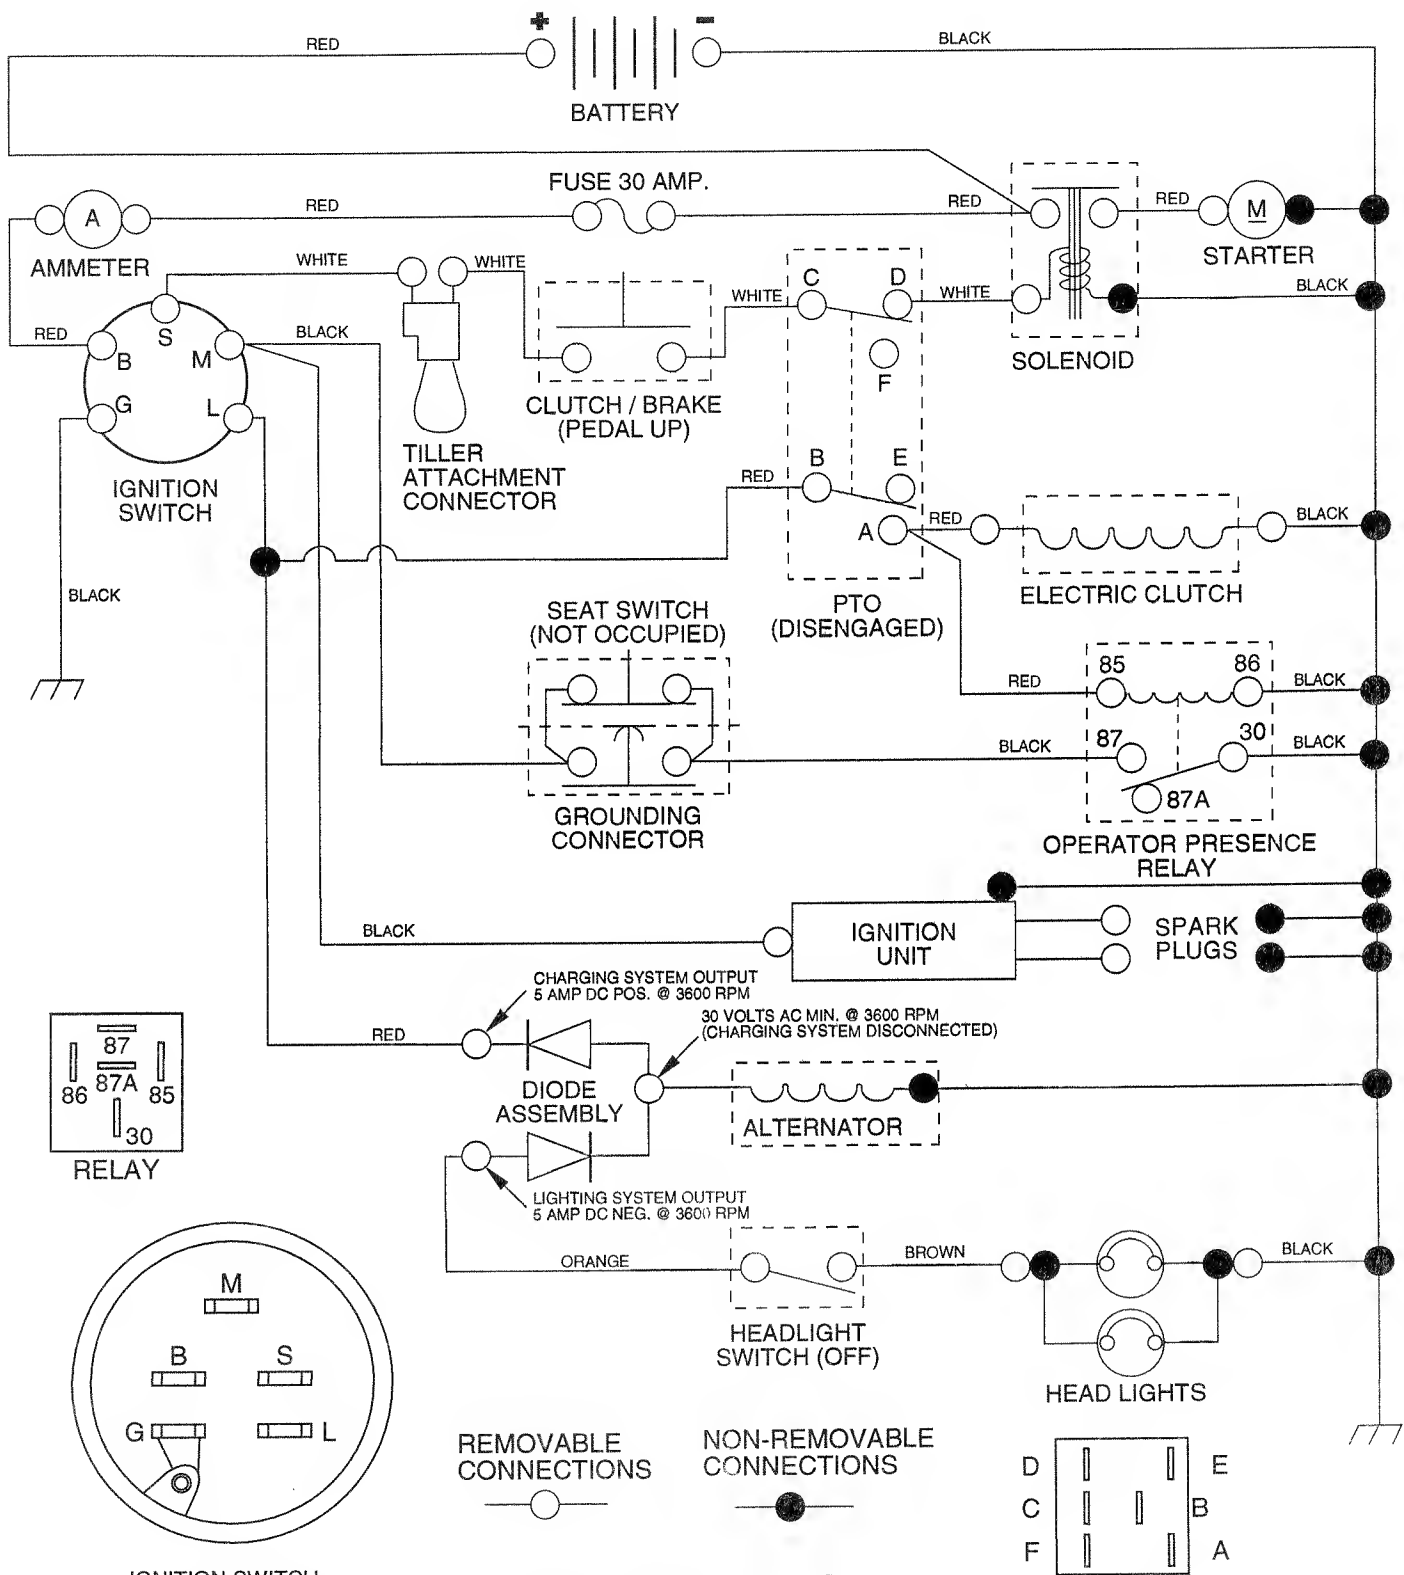 +
-
RED
BLACK
BATTERY
FUSE 30 AMP.
RED
RED
RED
A
M
AMMETER
STARTER
WHITE
WHITE
C
D
WHITE
WHITE
BLACK
RED
S
B
M
BLACK
F
SOLENOID
G
L
CLUTCH / BRAKE
(PEDAL UP)
TILLER
ATTACHMENT
CONNECTOR
IGNITION
SWITCH
RED
B
E
A
RED
BLACK
BLACK
ELECTRIC CLUTCH
PTO
(DISENGAGED)
SEAT SWITCH
(NOT OCCUPIED)
85
86
RED
BLACK
BLACK
87
30
BLACK
87A
GROUNDING
CONNECTOR
OPERATOR PRESENCE
RELAY
BLACK
IGNITION
UNIT
SPARK
PLUGS
CHARGING SYSTEM OUTPUT
5 AMP DC POS. @ 3600 RPM
30 VOLTS AC MIN. @ 3600 RPM
(CHARGING SYSTEM DISCONNECTED)
RED
DIODE
ASSEMBLY
ALTERNATOR
87
87A
86
85
30
RELAY
LIGHTING SYSTEM OUTPUT
5 AMP DC NEG. @ 3600 RPM
ORANGE
BROWN
BLACK
HEADLIGHT
SWITCH (OFF)
HEAD LIGHTS
M
B
S
G
L
REMOVABLE
CONNECTIONS
NON-REMOVABLE
CONNECTIONS
D
E
C
B
F
A
IGNITION SWITCH